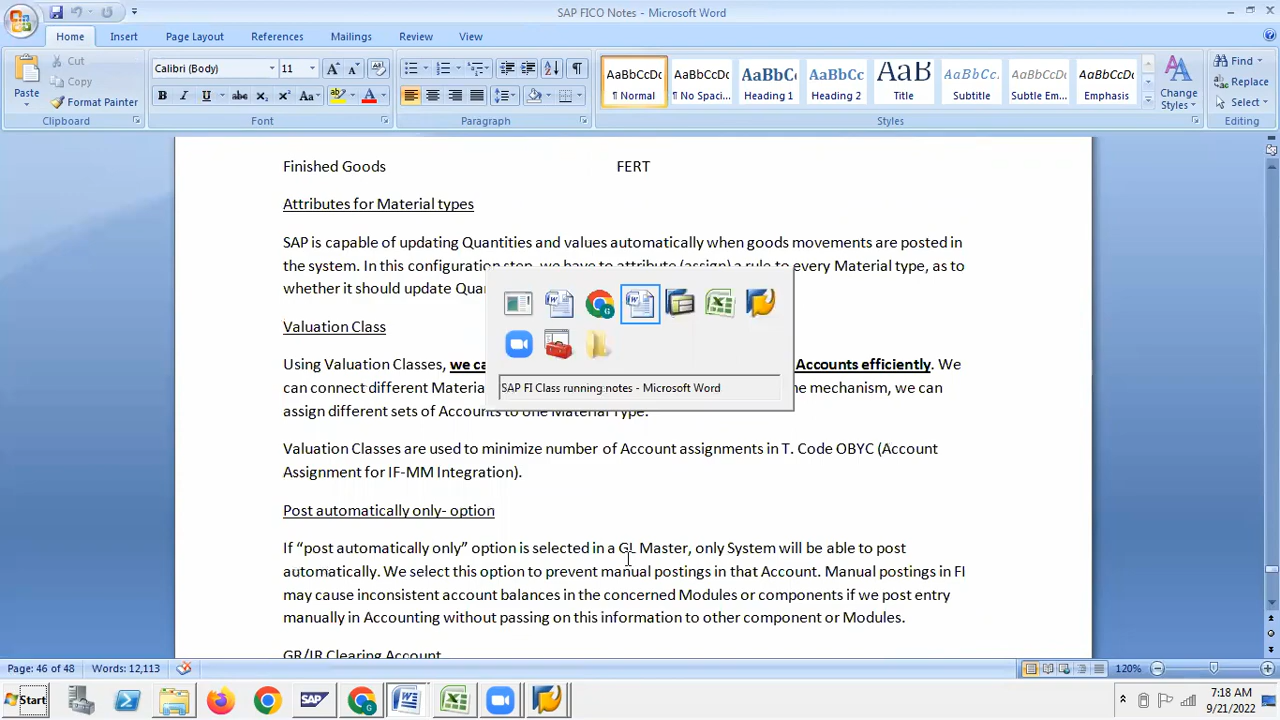 SAP FICO Notes - Microsoft Word
Home Insert Page Layout References Mailings Review View
Paste
Cut
Copy
Format Painter
Clipboard
Calibri (Body) 11
Font
Paragraph
AaBbCcDc AaBbCcDc AaBbCc AaBbCc AaB AaBbCc. AaBbCcDc AaBbCcDc
¶ Normal ¶ No Spaci... Heading 1 Heading 2 Title Subtitle Subtle Em... Emphasis
Change Styles
Styles
Find
Replace
Select
Editing
Finished Goods FERT
Attributes for Material types
SAP is capable of updating Quantities and values automatically when goods movements are posted in
the system. In this configuration step, we have to attribute (assign) a rule to every Material type, as to
whether it should update Qua
Valuation Class
Using Valuation Classes, we ca Accounts efficiently. We
can connect different Materia he mechanism, we can
assign different sets of Accounts to one Material Type.
SAP FI Class running notes - Microsoft Word
Valuation Classes are used to minimize number of Account assignments in T. Code OBYC (Account
Assignment for IF-MM Integration).
Post automatically only- option
If “post automatically only” option is selected in a GL Master, only System will be able to post
automatically. We select this option to prevent manual postings in that Account. Manual postings in FI
may cause inconsistent account balances in the concerned Modules or components if we post entry
manually in Accounting without passing on this information to other component or Modules.
GR/IR Clearing Account
Page: 46 of 48 Words: 12,113 120%
Start
SAP
7:18 AM
9/21/2022